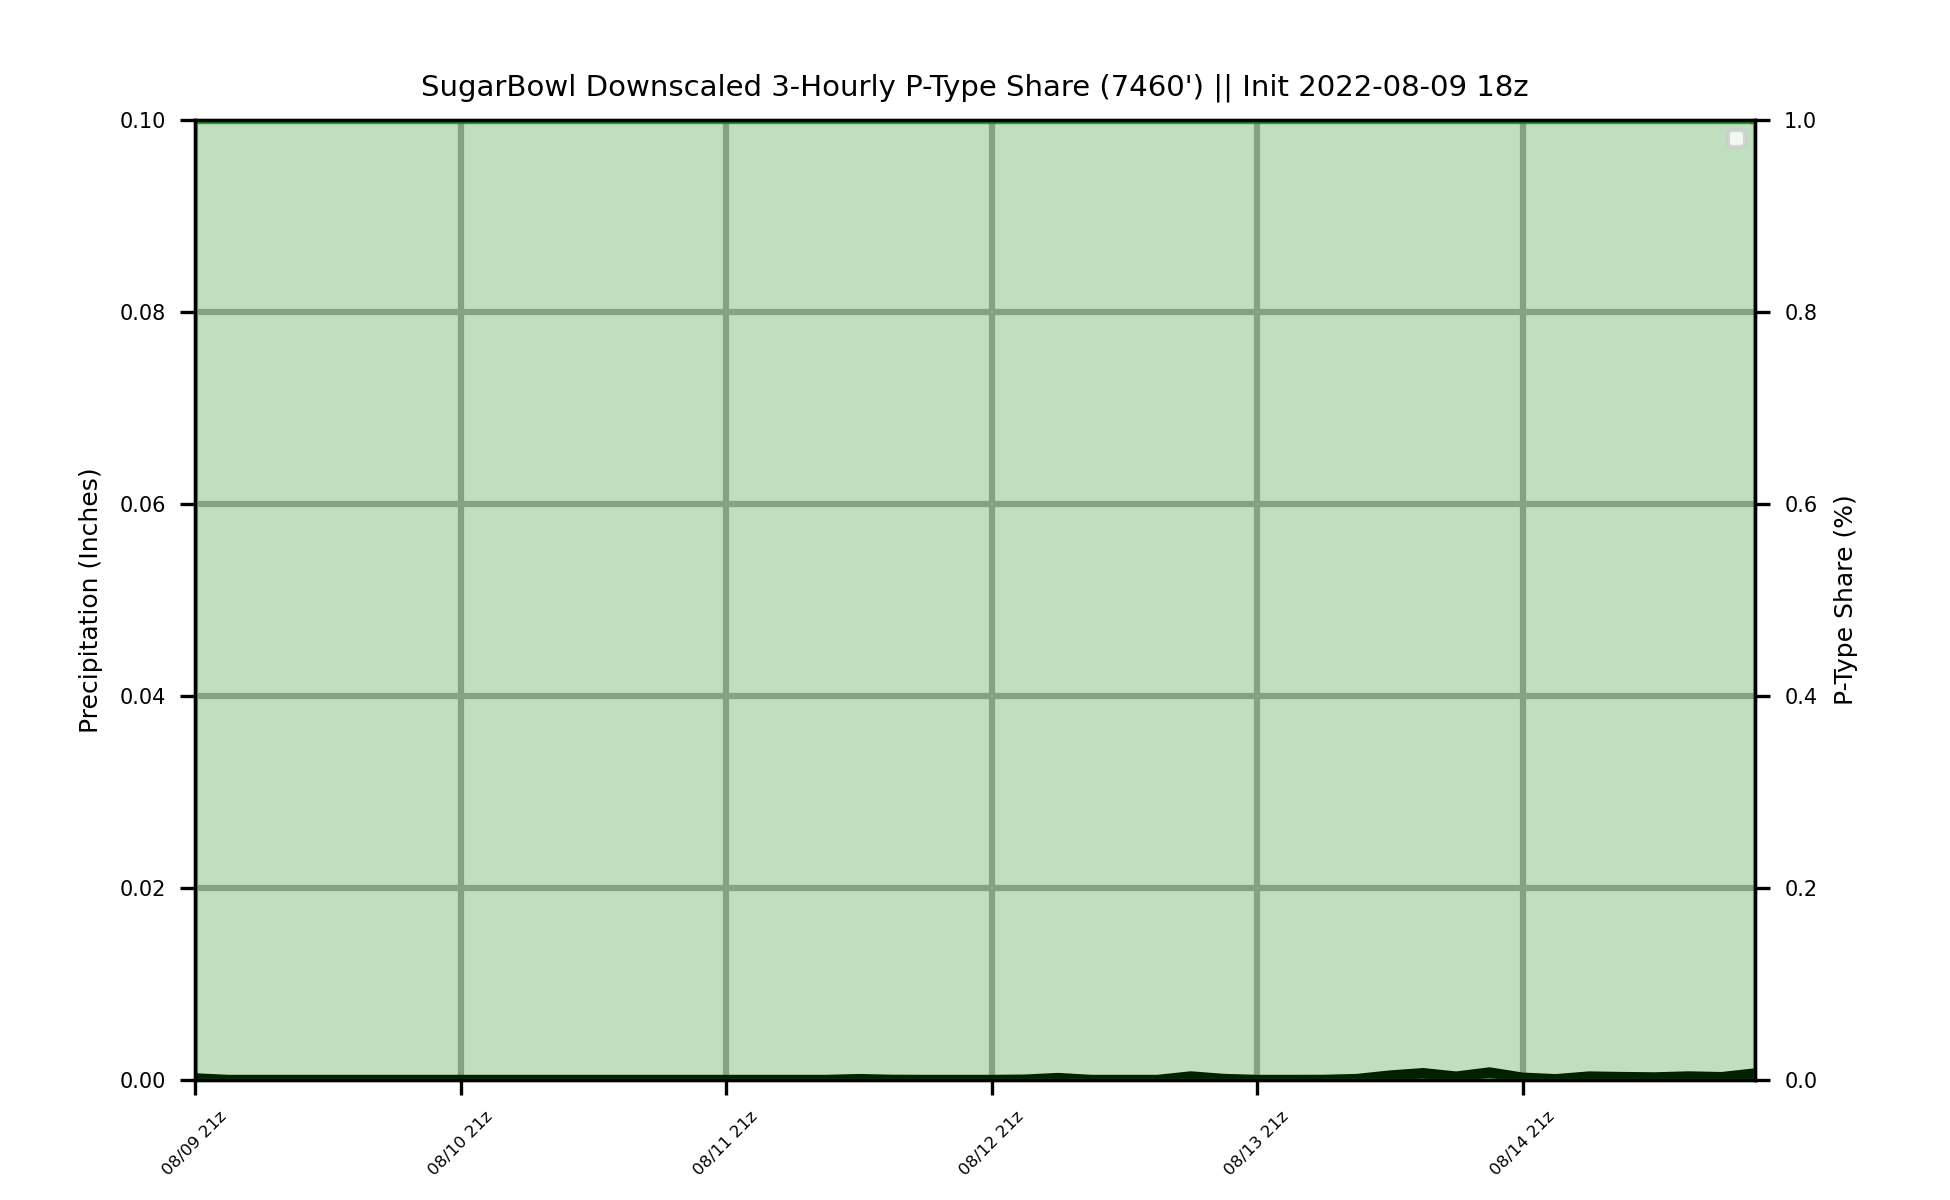 SugarBowl Downscaled 3-Hourly P-Type Share (7460') || Init 2022-08-09 18z
Precipitation (Inches)
0.10
0.08
0.06
0.04
0.02
0.00
1.0
0.8
0.6
0.4
0.2
0.0
P-Type Share (%)
08/09 21z
08/10 21z
08/11 21z
08/12 21z
08/13 21z
08/14 21z